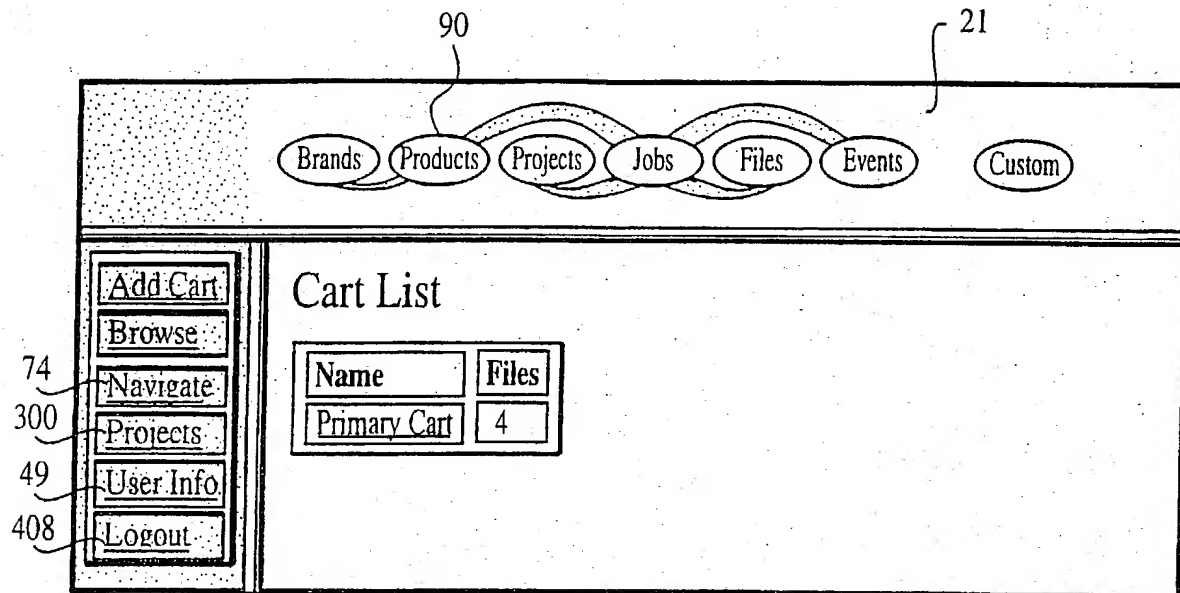 90
21
Brands Products Projects Jobs Files Events Custom
Add Cart
Browse
74 Navigate
300 Projects
49 User Info
408 Logout
Cart List
Name Files
Primary Cart 4